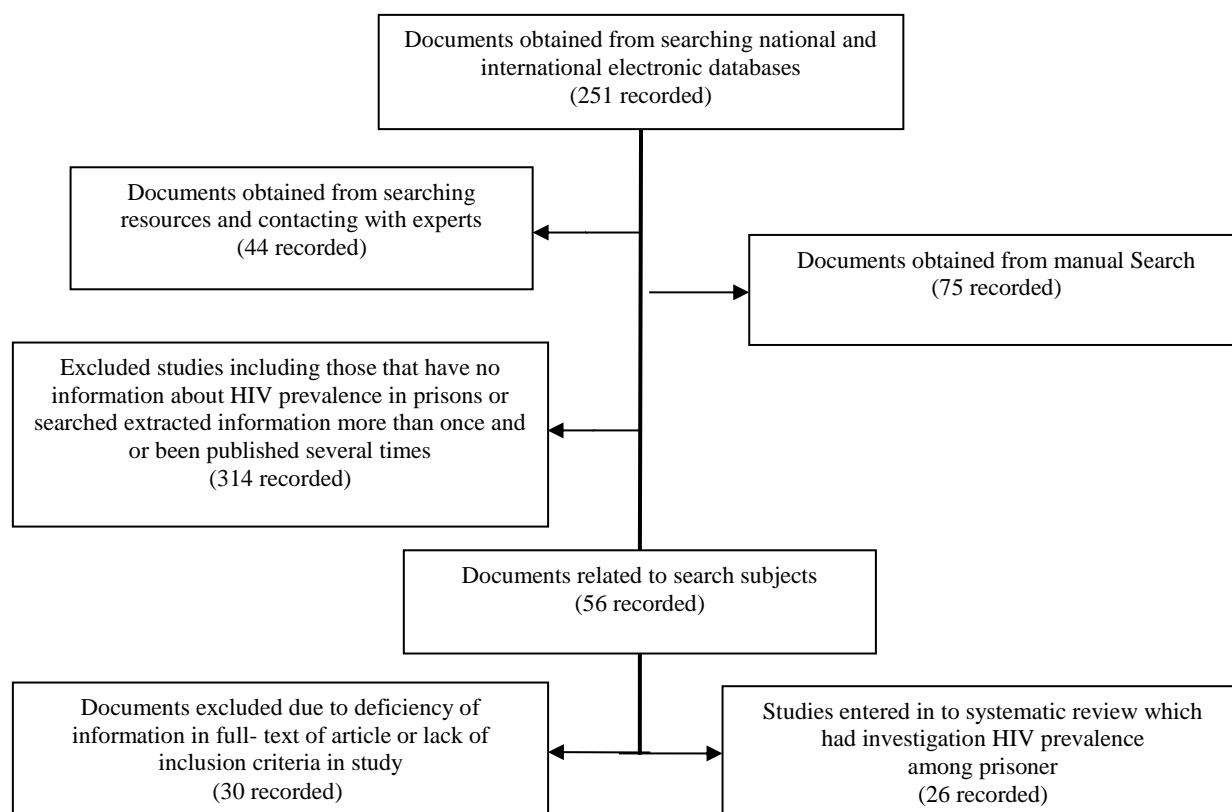 Documents obtained from searching national and
international electronic databases
(251 recorded)
Documents obtained from searching
resources and contacting with experts
(44 recorded)
Documents obtained from manual Search
(75 recorded)
Excluded studies including those that have no
information about HIV prevalence in prisons or
searched extracted information more than once and
or been published several times
(314 recorded)
Documents related to search subjects
(56 recorded)
Documents excluded due to deficiency of
information in full- text of article or lack of
inclusion criteria in study
(30 recorded)
Studies entered in to systematic review which
had investigation HIV prevalence
among prisoner
(26 recorded)